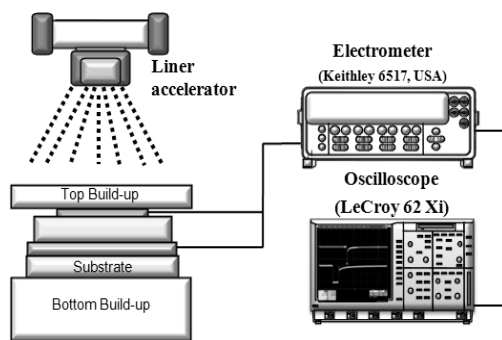 Liner
accelerator
Electrometer
(Keithley 6517, USA)
Top Build-up
Substrate
Bottom Build-up
Oscilloscope
(LeCroy 62 Xi)